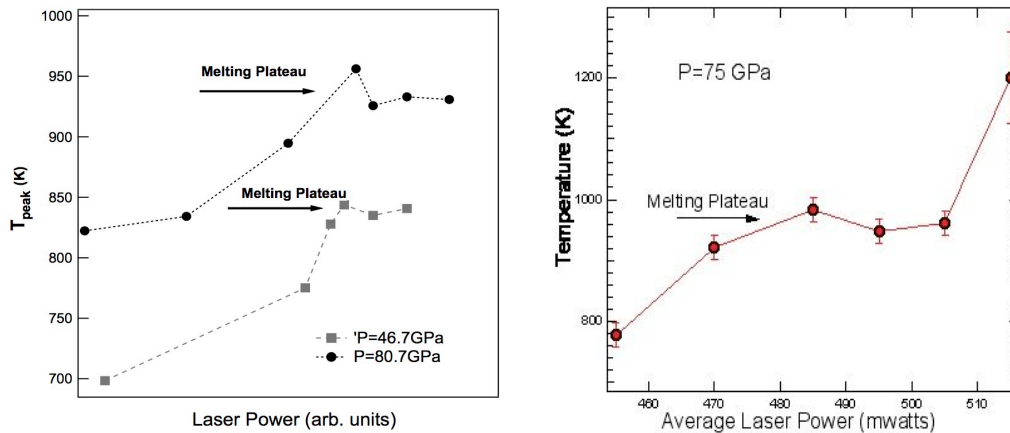 1000
950
900
850
800
750
700
T_peak (K)
Melting Plateau
Melting Plateau
'P=46.7GPa
P=80.7GPa
Laser Power (arb. units)
1200
1000
800
Temperature (K)
P=75 GPa
Melting Plateau
460 470 480 490 500 510
Average Laser Power (mwatts)